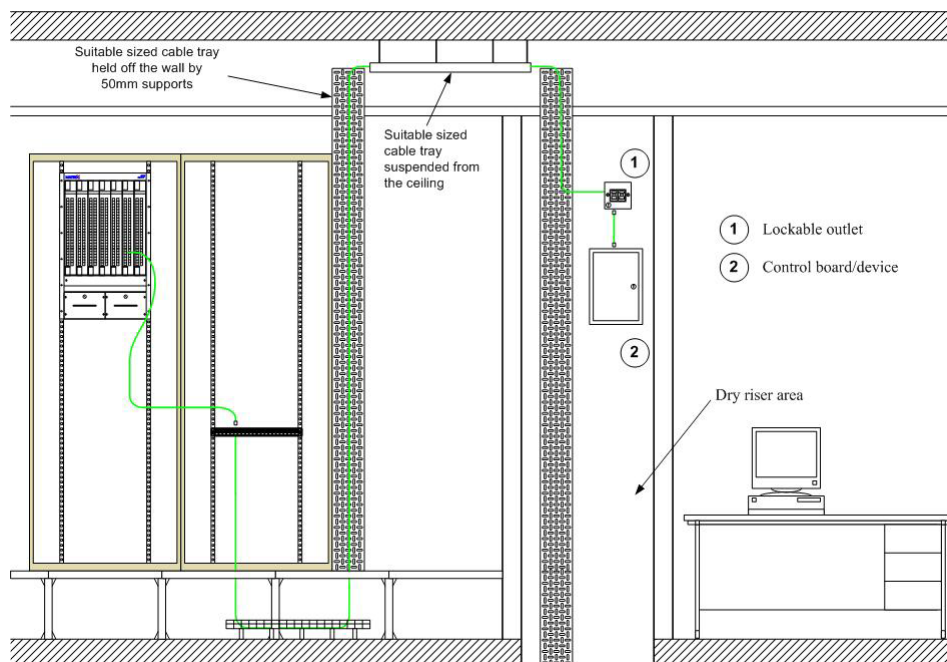 Suitable sized cable tray
held off the wall by
50mm supports
Suitable sized
cable tray
suspended from
the ceiling
1
1 Lockable outlet
2 Control board/device
2
Dry riser area